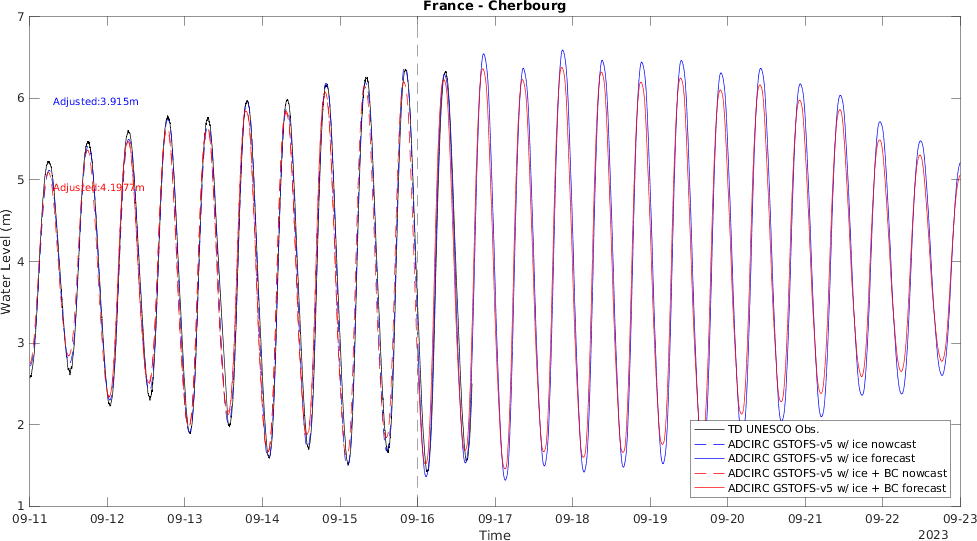 France - Cherbourg
7
6
5
4
3
2
1
Water Level (m)
Adjusted:3.915m
Adjusted:4.1977m
TD UNESCO Obs.
ADCIRC GSTOFS-v5 w/ ice nowcast
ADCIRC GSTOFS-v5 w/ ice forecast
ADCIRC GSTOFS-v5 w/ ice + BC nowcast
ADCIRC GSTOFS-v5 w/ ice + BC forecast
09-11 09-12 09-13 09-14 09-15 09-16 09-17 09-18 09-19 09-20 09-21 09-22 09-23
Time
2023